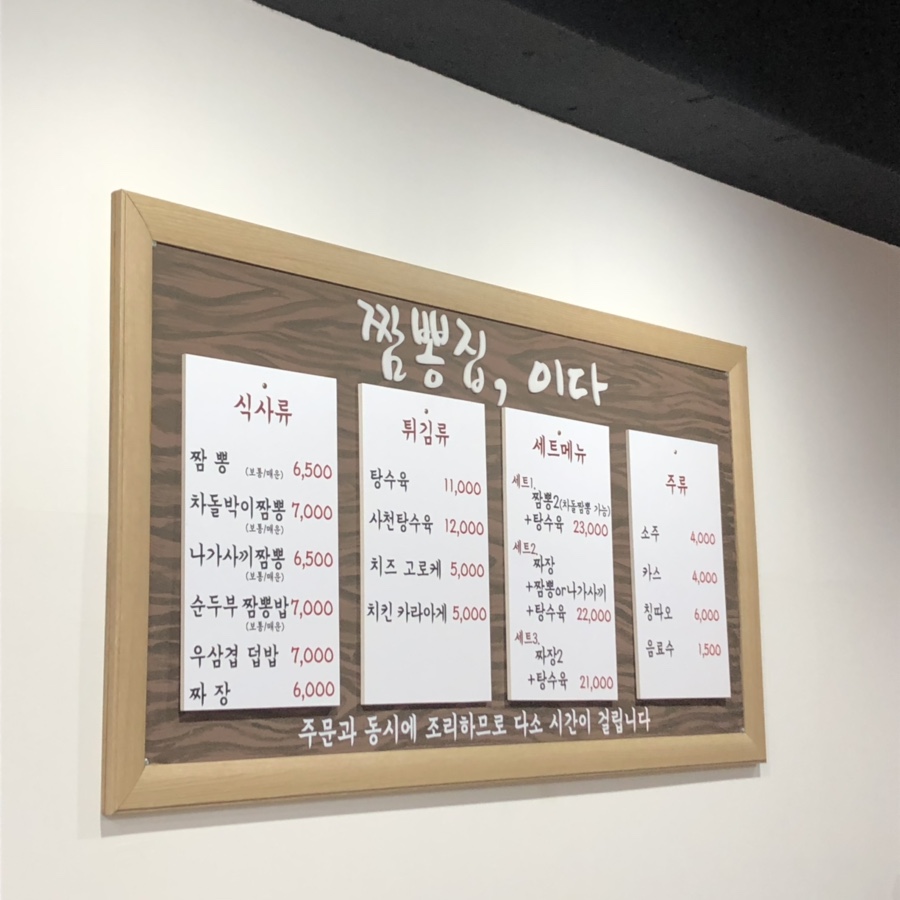 짬뽕집, 이다
식사류
짬 뽕 (보통/매운) 6,500
차돌박이짬뽕 7,000
(보통/매운)
나가사끼짬뽕 6,500
(보통/매운)
순두부 짬뽕밥 7,000
(보통/매운)
우삼겹 덮밥 7,000
짜 장 6,000
튀김류
탕수육 11,000
사천탕수육 12,000
치즈 고로케 5,000
치킨 카라아게 5,000
세트메뉴
세트1.
짬뽕2(차돌짬뽕 가능)
+탕수육 23,000
세트2.
짜장
+짬뽕or나가사끼
+탕수육 22,000
세트3.
짜장2
+탕수육 21,000
주류
소주 4,000
카스 4,000
칭따오 6,000
음료수 1,500
주문과 동시에 조리하므로 다소 시간이 걸립니다